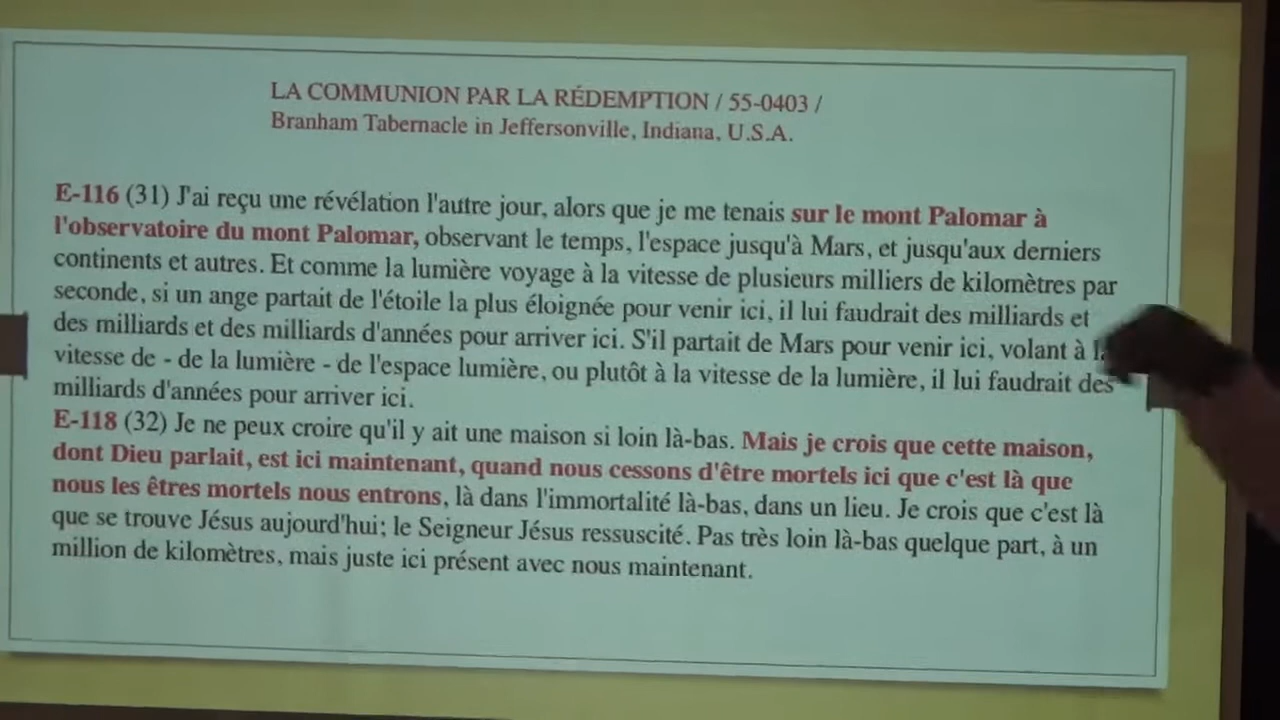 LA COMMUNION PAR LA RÉDEMPTION / 55-0403 /
Branham Tabernacle in Jeffersonville, Indiana, U.S.A.
E-116 (31) J'ai reçu une révélation l'autre jour, alors que je me tenais sur le mont Palomar à
l'observatoire du mont Palomar, observant le temps, l'espace jusqu'à Mars, et jusqu'aux derniers
continents et autres. Et comme la lumière voyage à la vitesse de plusieurs milliers de kilomètres par
seconde, si un ange partait de l'étoile la plus éloignée pour venir ici, il lui faudrait des milliards et
des milliards et des milliards d'années pour arriver ici. S'il partait de Mars pour venir ici, volant à
vitesse de - de la lumière - de l'espace lumière, ou plutôt à la vitesse de la lumière, il lui faudrait des
milliards d'années pour arriver ici.
E-118 (32) Je ne peux croire qu'il y ait une maison si loin là-bas. Mais je crois que cette maison,
dont Dieu parlait, est ici maintenant, quand nous cessons d'être mortels ici que c'est là que
nous les êtres mortels nous entrons, là dans l'immortalité là-bas, dans un lieu. Je crois que c'est là
que se trouve Jésus aujourd'hui; le Seigneur Jésus ressuscité. Pas très loin là-bas quelque part, à un
million de kilomètres, mais juste ici présent avec nous maintenant.